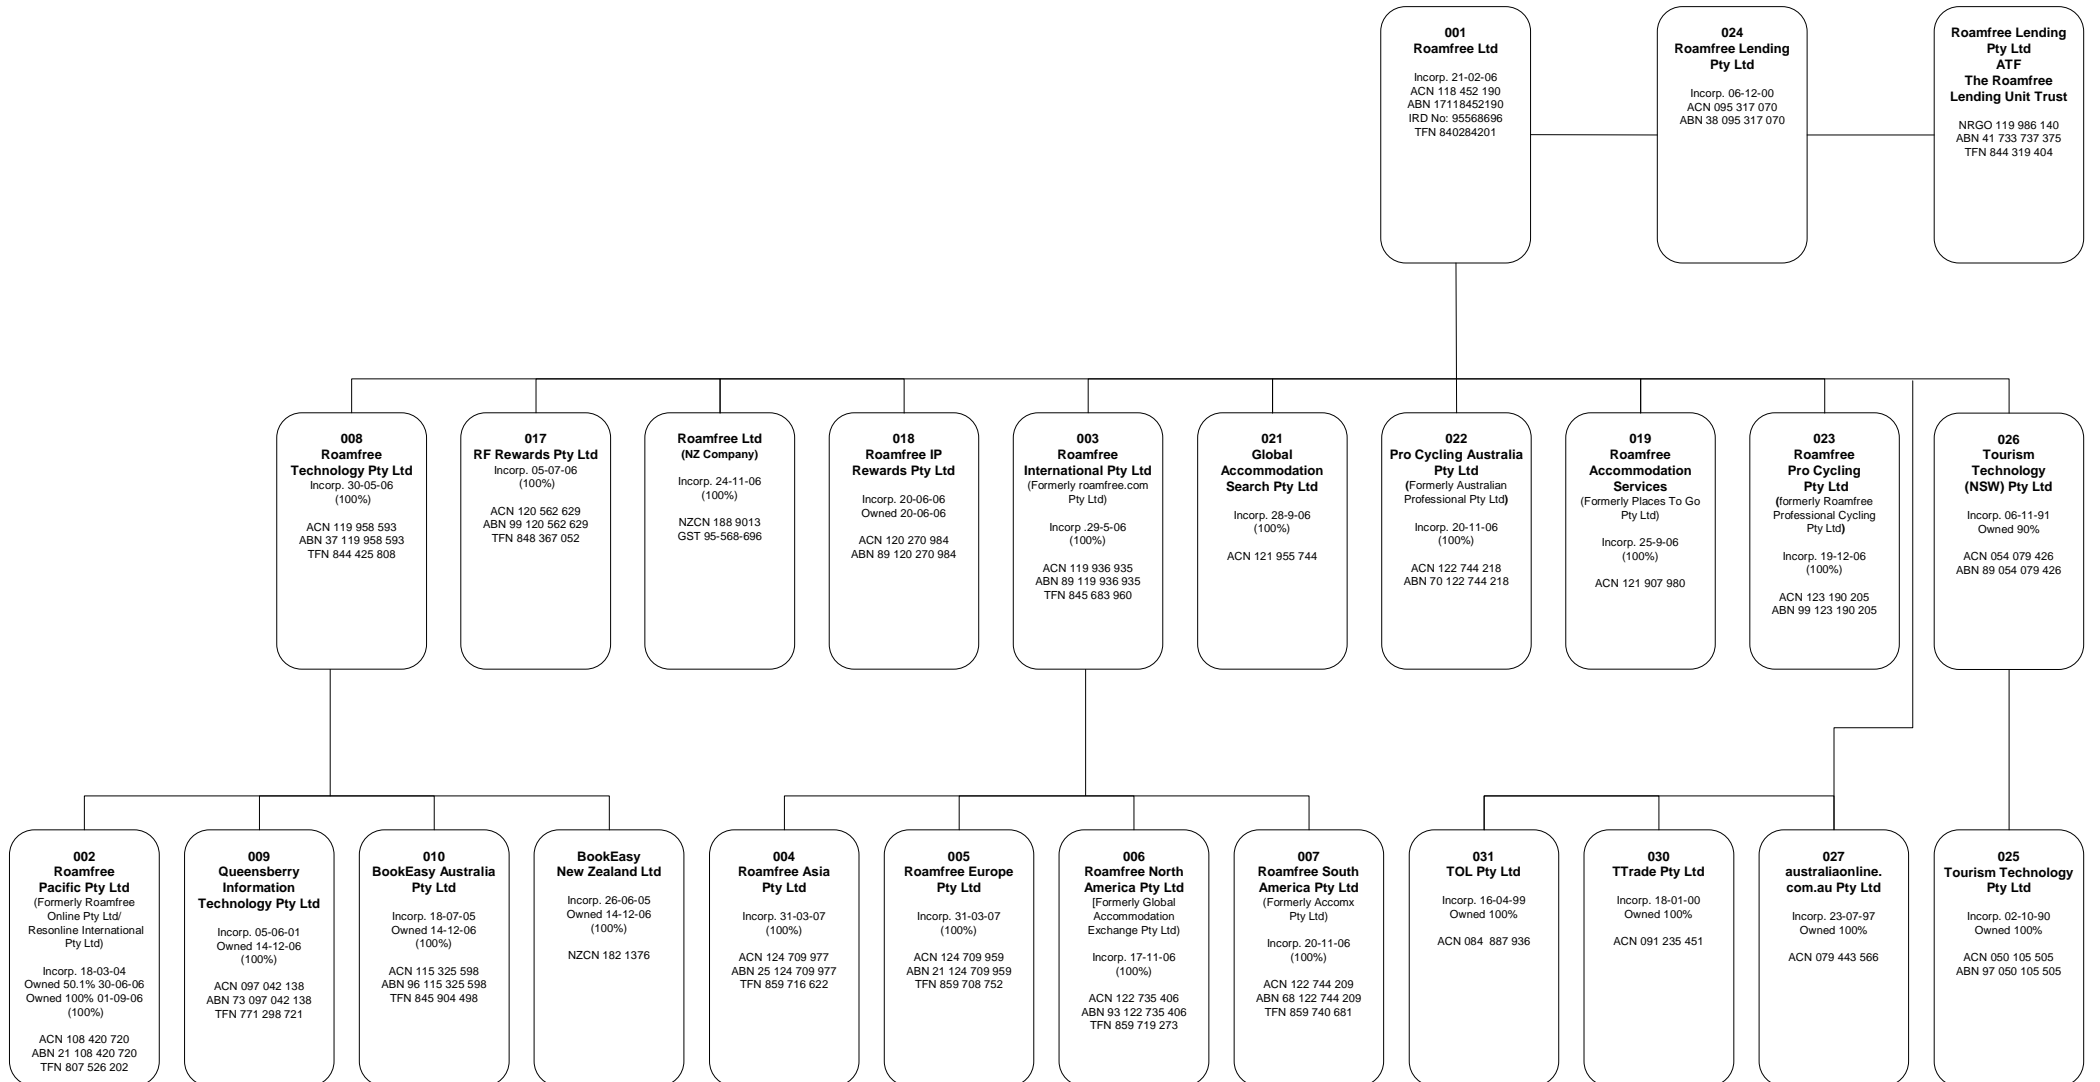 001
Roamfree Ltd
Incorp. 21-02-06
ACN 118 452 190
ABN 17118452190
IRD No: 95568696
TFN 840284201
024
Roamfree Lending
Pty Ltd
Incorp. 06-12-00
ACN 095 317 070
ABN 38 095 317 070
Roamfree Lending
Pty Ltd
ATF
The Roamfree
Lending Unit Trust
NRGO 119 986 140
ABN 41 733 737 375
TFN 844 319 404
008
Roamfree
Technology Pty Ltd
Incorp. 30-05-06
(100%)
ACN 119 958 593
ABN 37 119 958 593
TFN 844 425 808
017
RF Rewards Pty Ltd
Incorp. 05-07-06
(100%)
ACN 120 562 629
ABN 99 120 562 629
TFN 848 367 052
Roamfree Ltd
(NZ Company)
Incorp. 24-11-06
(100%)
NZCN 188 9013
GST 95-568-696
018
Roamfree IP
Rewards Pty Ltd
Incorp. 20-06-06
Owned 20-06-06
ACN 120 270 984
ABN 89 120 270 984
003
Roamfree
International Pty Ltd
(Formerly roamfree.com
Pty Ltd)
Incorp .29-5-06
(100%)
ACN 119 936 935
ABN 89 119 936 935
TFN 845 683 960
021
Global
Accommodation
Search Pty Ltd
Incorp. 28-9-06
(100%)
ACN 121 955 744
022
Pro Cycling Australia
Pty Ltd
(Formerly Australian
Professional Pty Ltd)
Incorp. 20-11-06
(100%)
ACN 122 744 218
ABN 70 122 744 218
019
Roamfree
Accommodation
Services
(Formerly Places To Go
Pty Ltd)
Incorp. 25-9-06
(100%)
ACN 121 907 980
023
Roamfree
Pro Cycling
Pty Ltd
(formerly Roamfree
Professional Cycling
Pty Ltd)
Incorp. 19-12-06
(100%)
ACN 123 190 205
ABN 99 123 190 205
026
Tourism
Technology
(NSW) Pty Ltd
Incorp. 06-11-91
Owned 90%
ACN 054 079 426
ABN 89 054 079 426
002
Roamfree
Pacific Pty Ltd
(Formerly Roamfree
Online Pty Ltd/
Resonline International
Pty Ltd)
Incorp. 18-03-04
Owned 50.1% 30-06-06
Owned 100% 01-09-06
(100%)
ACN 108 420 720
ABN 21 108 420 720
TFN 807 526 202
009
Queensberry
Information
Technology Pty Ltd
Incorp. 05-06-01
Owned 14-12-06
(100%)
ACN 097 042 138
ABN 73 097 042 138
TFN 771 298 721
010
BookEasy Australia
Pty Ltd
Incorp. 18-07-05
Owned 14-12-06
(100%)
ACN 115 325 598
ABN 96 115 325 598
TFN 845 904 498
BookEasy
New Zealand Ltd
Incorp. 26-06-05
Owned 14-12-06
(100%)
NZCN 182 1376
004
Roamfree Asia
Pty Ltd
Incorp. 31-03-07
(100%)
ACN 124 709 977
ABN 25 124 709 977
TFN 859 716 622
005
Roamfree Europe
Pty Ltd
Incorp. 31-03-07
(100%)
ACN 124 709 959
ABN 21 124 709 959
TFN 859 708 752
006
Roamfree North
America Pty Ltd
[Formerly Global
Accommodation
Exchange Pty Ltd)
Incorp. 17-11-06
(100%)
ACN 122 735 406
ABN 93 122 735 406
TFN 859 719 273
007
Roamfree South
America Pty Ltd
(Formerly Accomx
Pty Ltd)
Incorp. 20-11-06
(100%)
ACN 122 744 209
ABN 68 122 744 209
TFN 859 740 681
031
TOL Pty Ltd
Incorp. 16-04-99
Owned 100%
ACN 084 887 936
030
TTrade Pty Ltd
Incorp. 18-01-00
Owned 100%
ACN 091 235 451
027
australiaonline.
com.au Pty Ltd
Incorp. 23-07-97
Owned 100%
ACN 079 443 566
025
Tourism Technology
Pty Ltd
Incorp. 02-10-90
Owned 100%
ACN 050 105 505
ABN 97 050 105 505